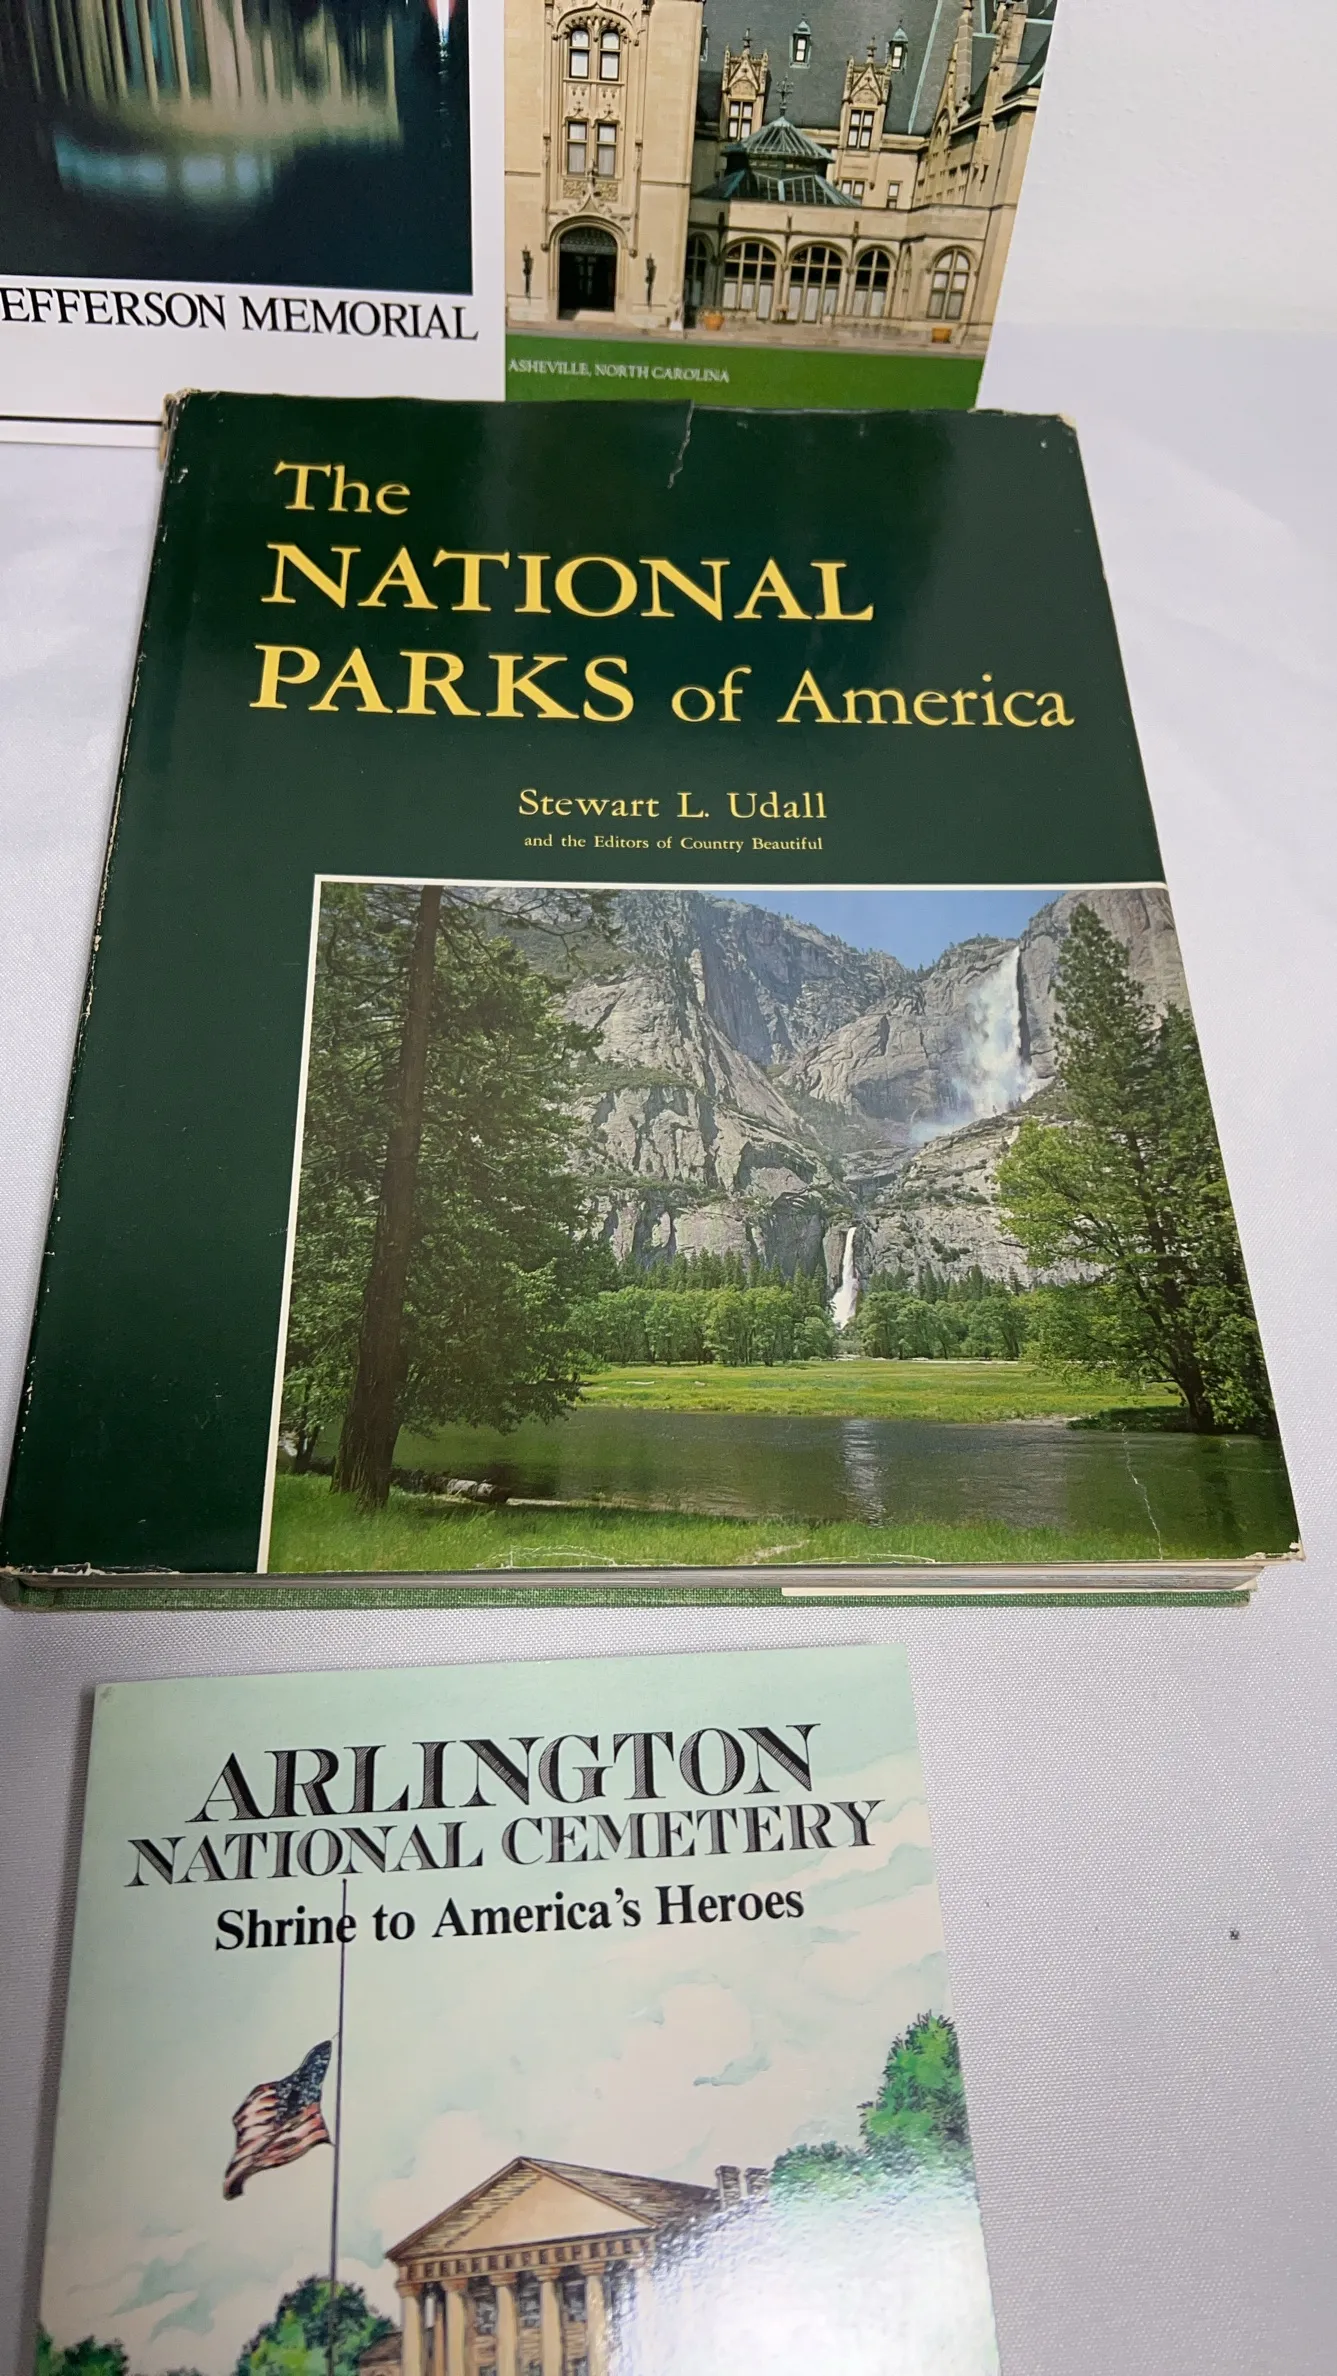 EFFERSON MEMORIAL
ASHEVILLE, NORTH CAROLINA
The
NATIONAL
PARKS of America
Stewart L. Udall
and the Editors of Country Beautiful
ARLINGTON
NATIONAL CEMETERY
Shrine to America's Heroes